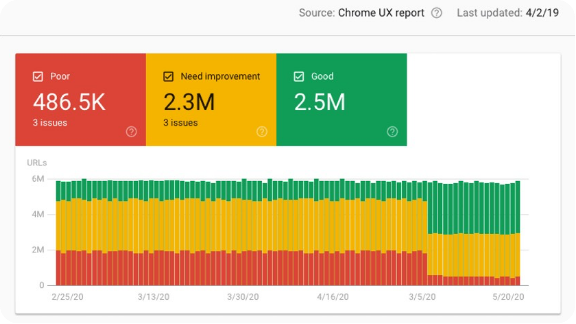 Source: Chrome UX report Last updated: 4/2/19
Poor Need improvement Good
486.5K 2.3M 2.5M
3 issues 3 issues
URLs
6M
4M
2M
0
2/25/20 3/13/20 3/30/20 4/16/20 3/5/20 5/20/20